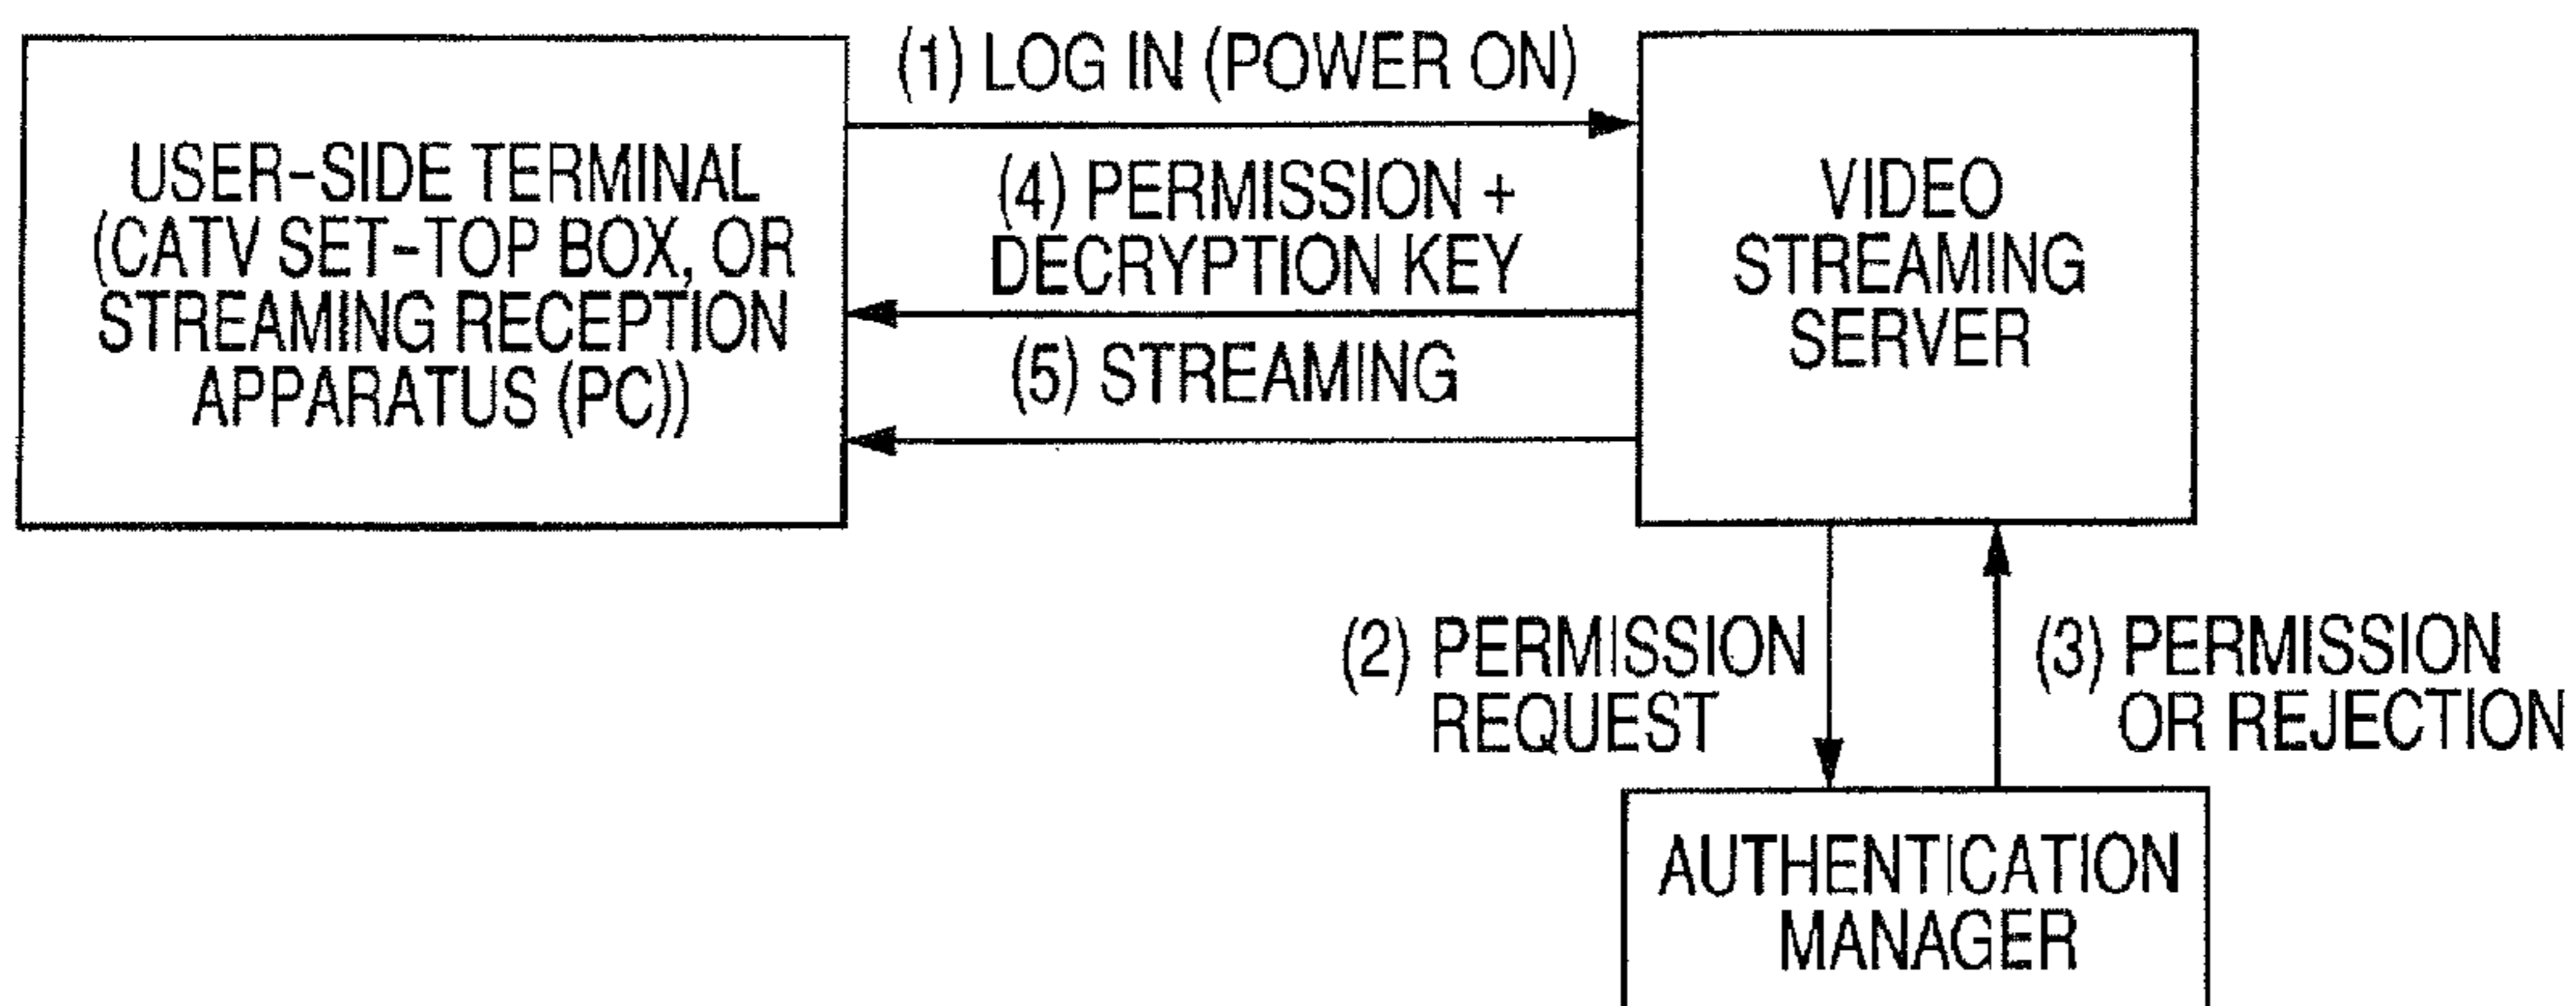 (1) LOG IN (POWER ON)
USER-SIDE TERMINAL
(CATV SET-TOP BOX, OR
STREAMING RECEPTION
APPARATUS (PC))
(4) PERMISSION +
DECRYPTION KEY
(5) STREAMING
VIDEO
STREAMING
SERVER
(2) PERMISSION
REQUEST
(3) PERMISSION
OR REJECTION
AUTHENTICATION
MANAGER